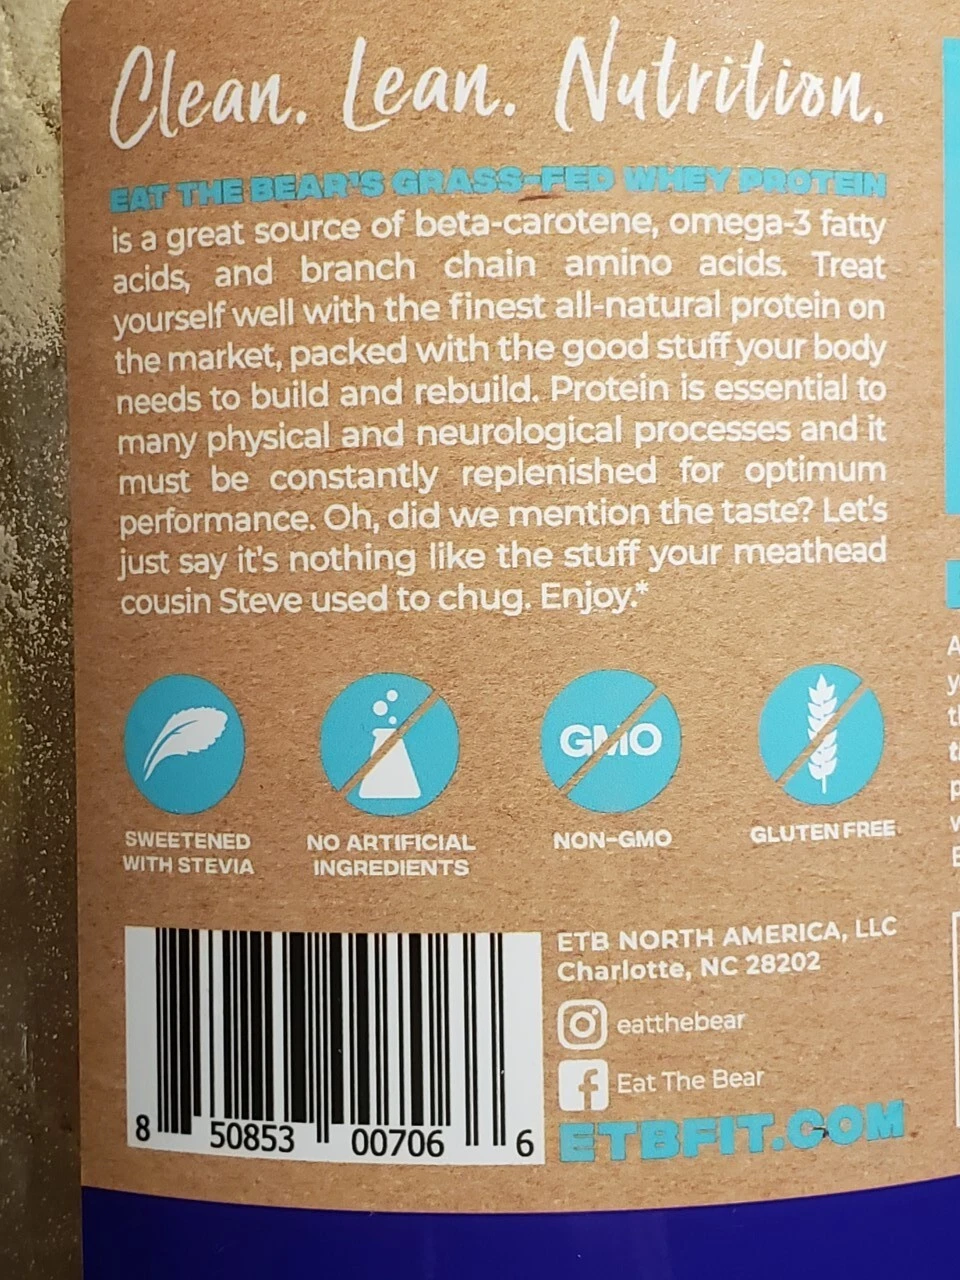 Clean. Lean. Nutrition.
EAT THE BEAR'S GRASS-FED WHEY PROTEIN
is a great source of beta-carotene, omega-3 fatty
acids, and branch chain amino acids. Treat
yourself well with the finest all-natural protein on
the market, packed with the good stuff your body
needs to build and rebuild. Protein is essential to
many physical and neurological processes and it
must be constantly replenished for optimum
performance. Oh, did we mention the taste? Let's
just say it's nothing like the stuff your meathead
cousin Steve used to chug. Enjoy.*
GMO
SWEETENED
WITH STEVIA
NO ARTIFICIAL
INGREDIENTS
NON-GMO
GLUTEN FREE
ETB NORTH AMERICA, LLC
Charlotte, NC 28202
eatthebear
Eat The Bear
ETBFIT.COM
8 50853 00706 6